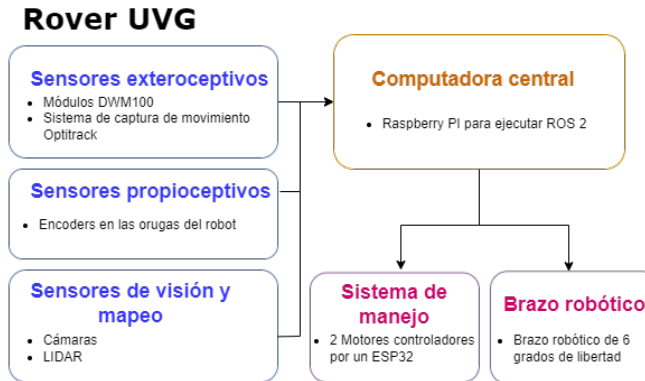 Rover UVG
Sensores exteroceptivos
Módulos DWM100
Sistema de captura de movimiento
Optitrack
Sensores propioceptivos
Encoders en las orugas del robot
Sensores de visión y
mapeo
Cámaras
LIDAR
Computadora central
Raspberry PI para ejecutar ROS 2
Sistema de
manejo
2 Motores controladores
por un ESP32
Brazo robótico
Brazo robótico de 6
grados de libertad